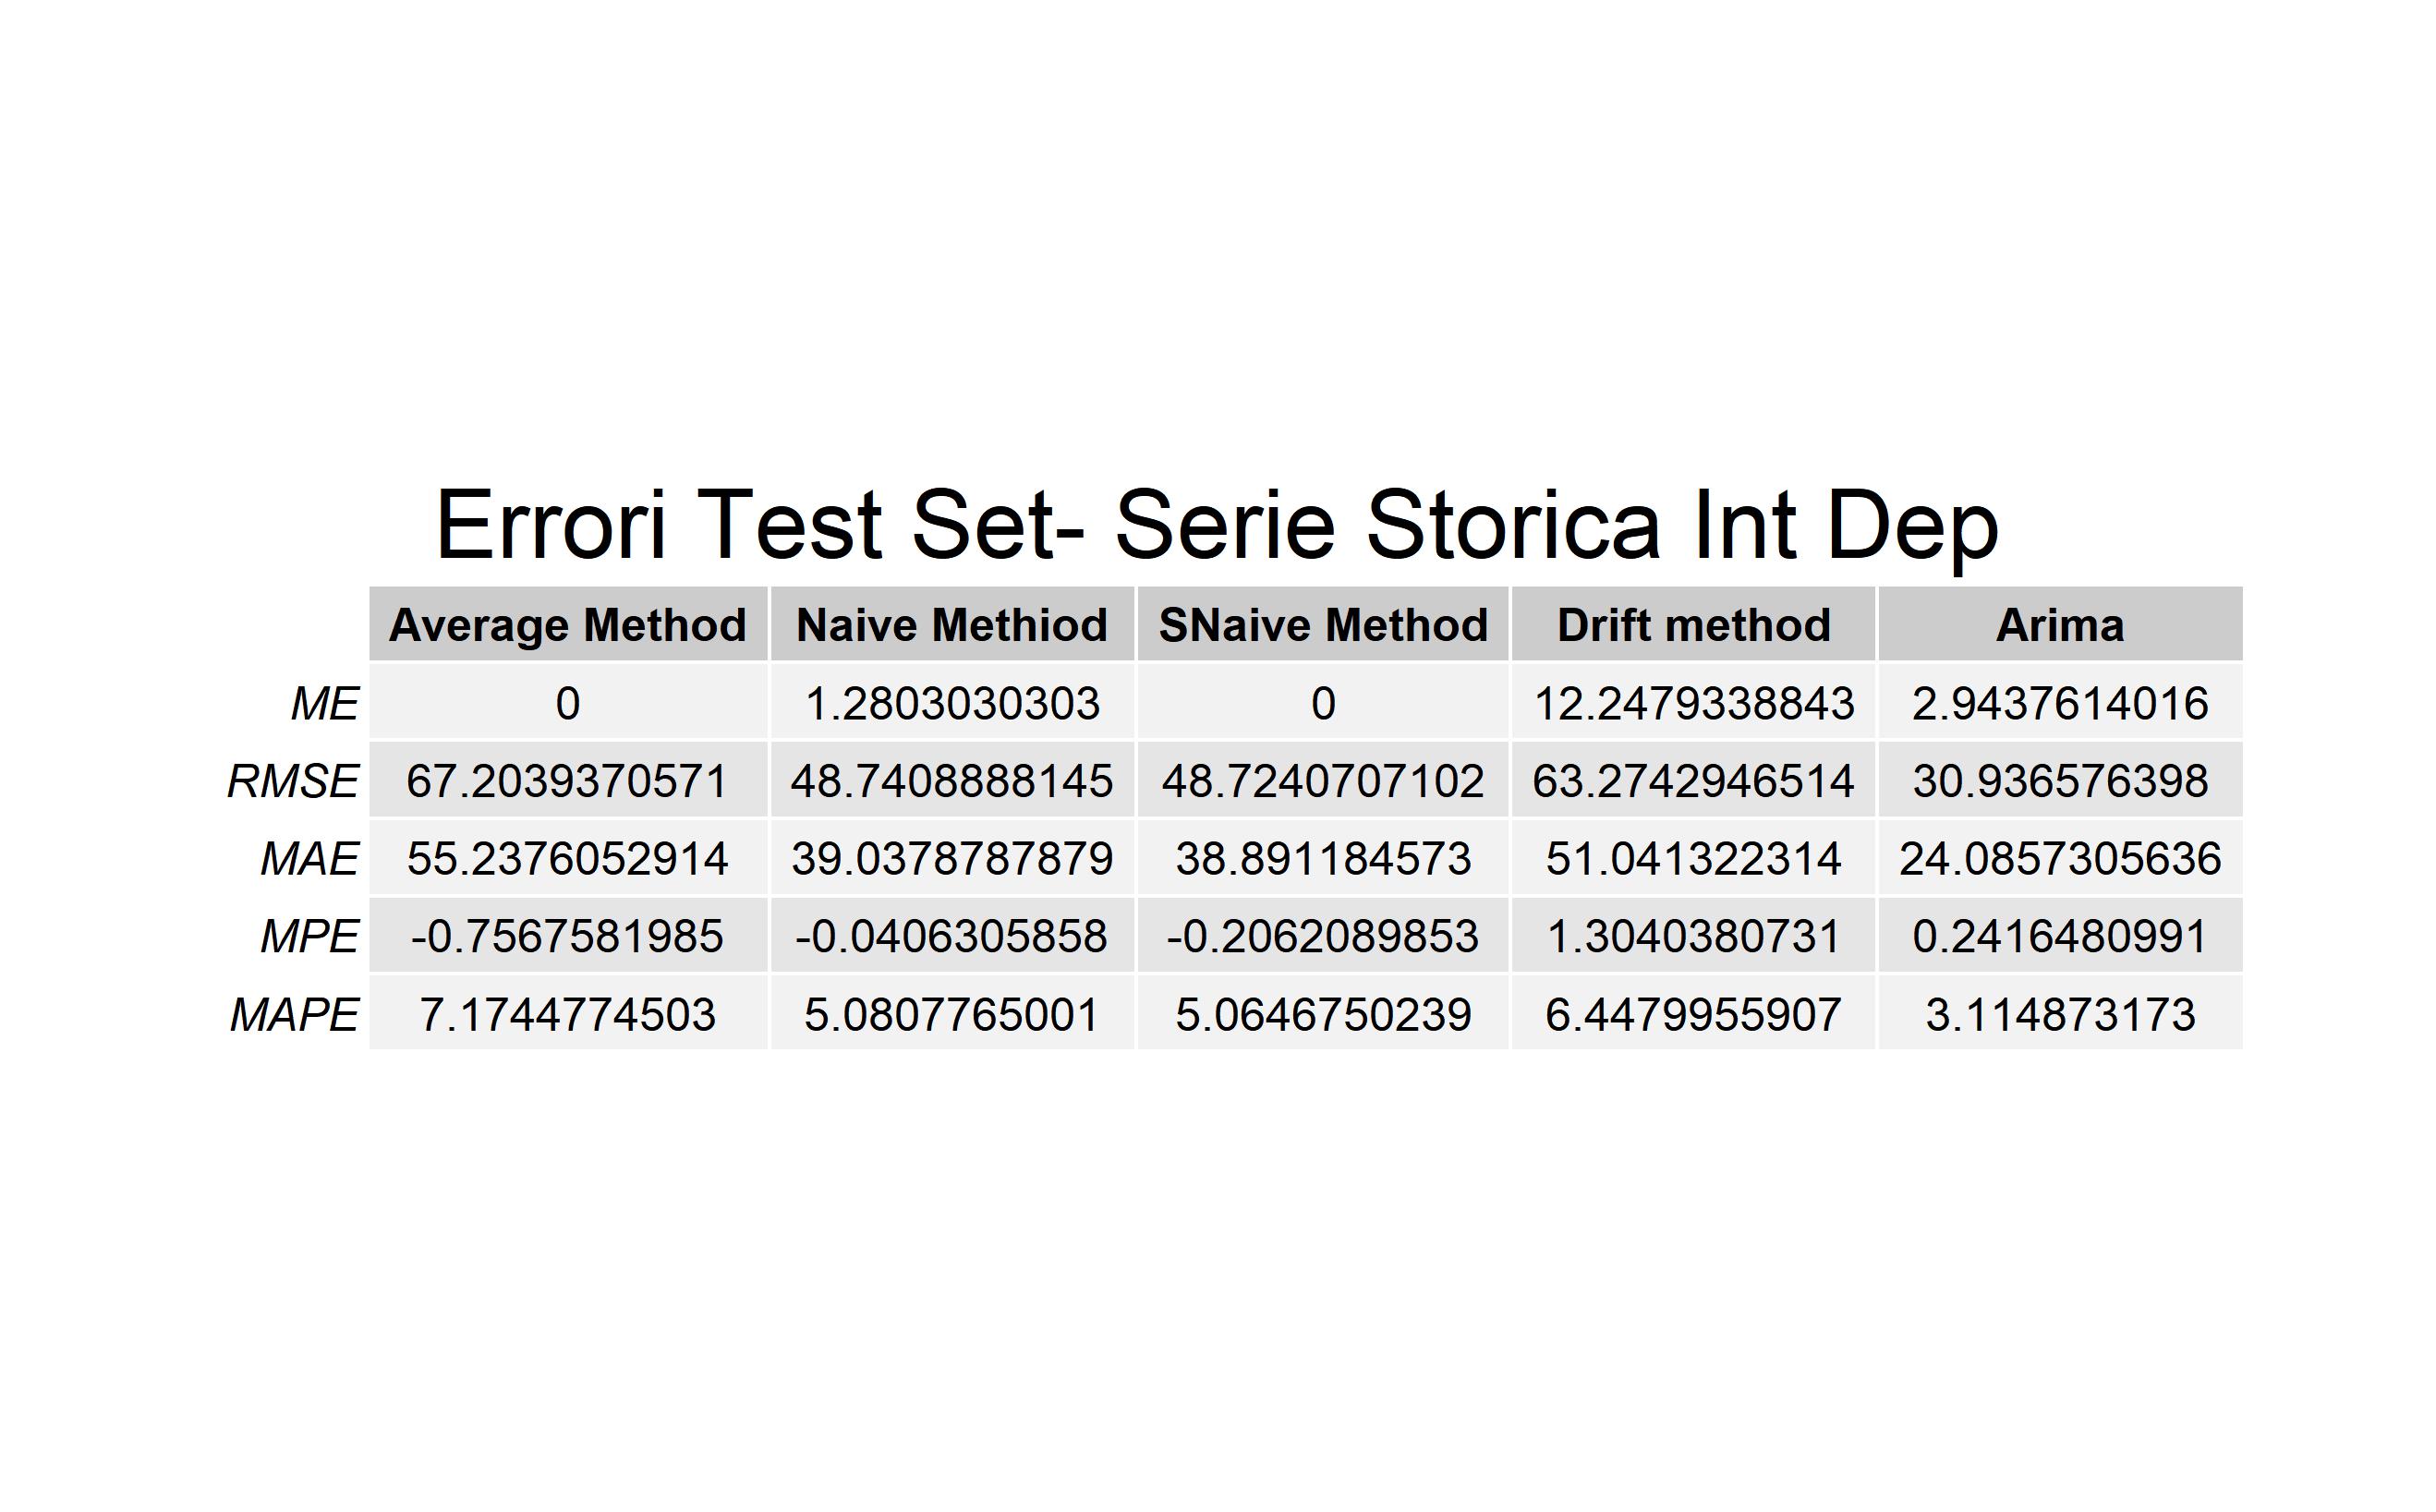 Errori Test Set- Serie Storica Int Dep
Average Method Naive Methiod SNaive Method Drift method Arima
ME 0 1.2803030303 0 12.2479338843 2.9437614016
RMSE 67.2039370571 48.7408888145 48.7240707102 63.2742946514 30.936576398
MAE 55.2376052914 39.0378787879 38.891184573 51.041322314 24.0857305636
MPE -0.7567581985 -0.0406305858 -0.2062089853 1.3040380731 0.2416480991
MAPE 7.1744774503 5.0807765001 5.0646750239 6.4479955907 3.114873173